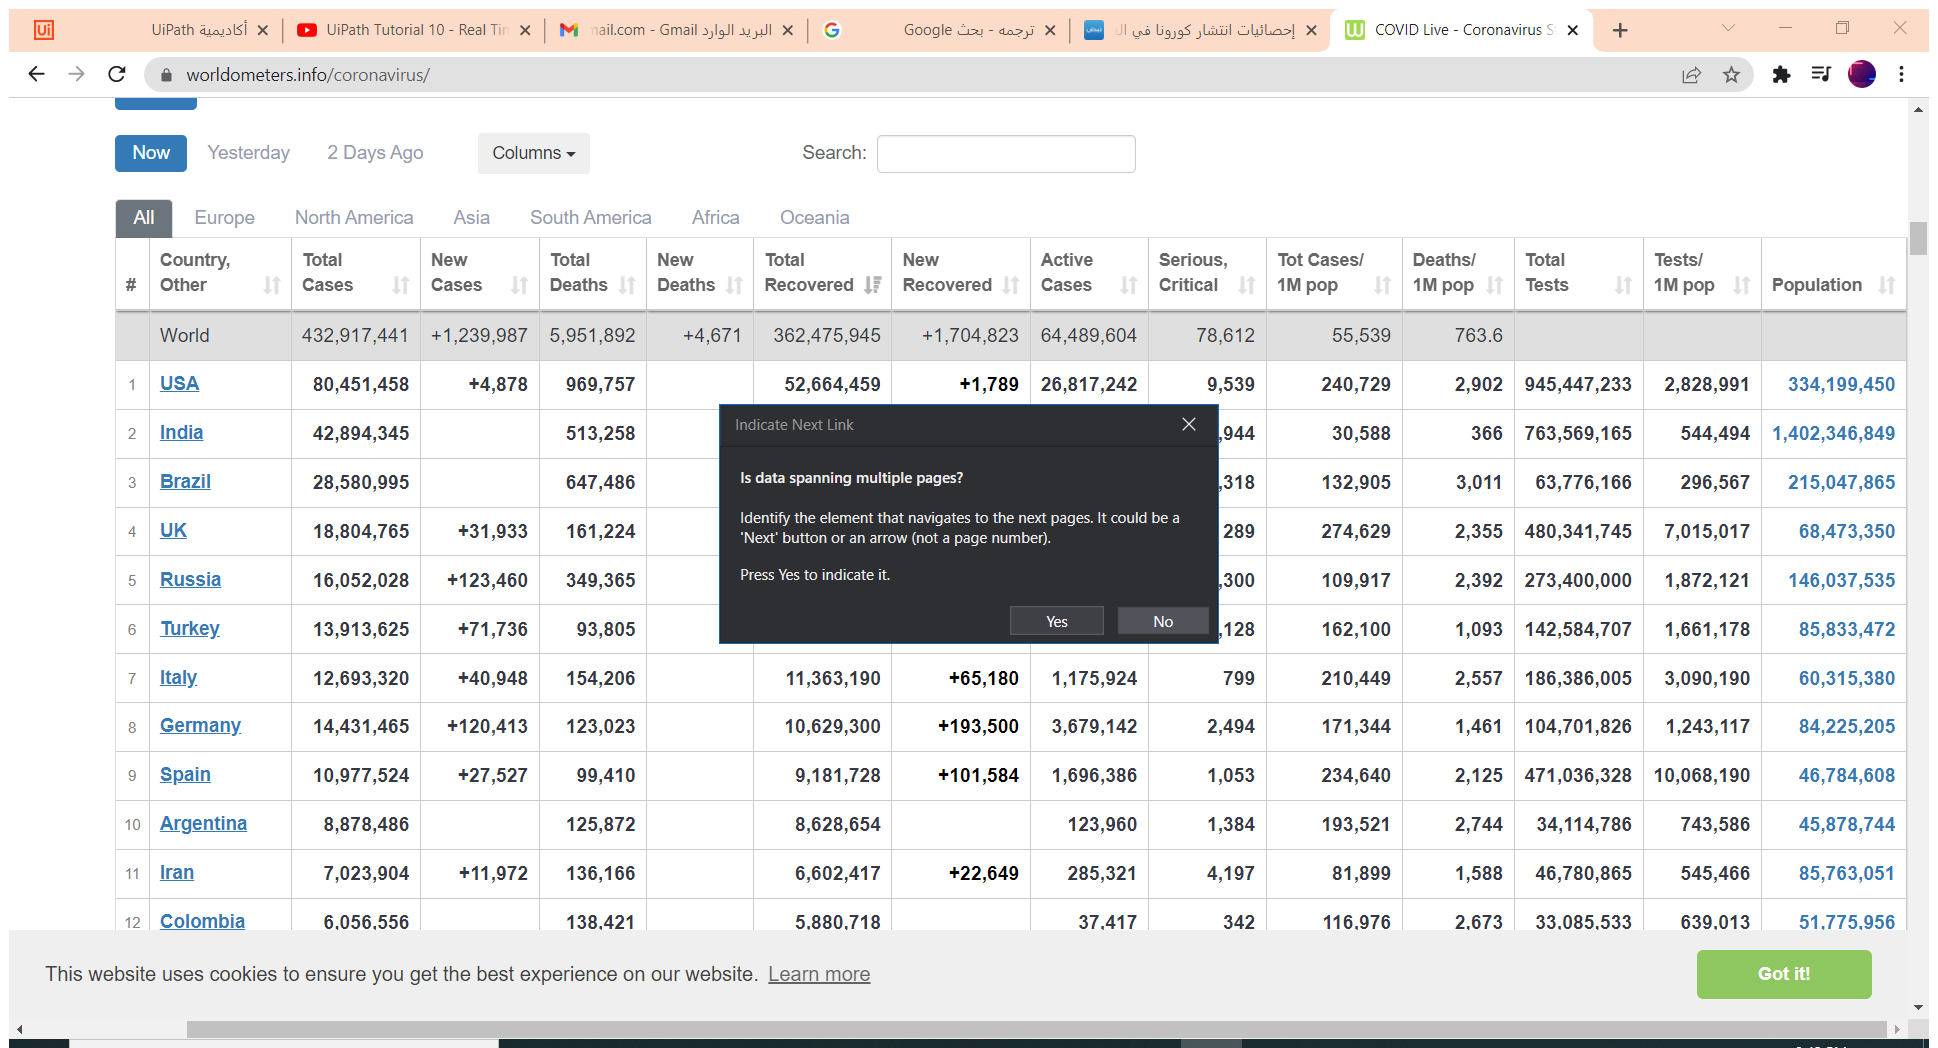 Ui أكاديمية UiPath
UiPath Tutorial 10 - Real Tin
البريد الوارد nail.com - Gmail
ترجمه - بحث Google
إحصائيات انتشار كورونا في ال
COVID Live - Coronavirus St
worldometers.info/coronavirus/
Now Yesterday 2 Days Ago Columns Search:
All Europe North America Asia South America Africa Oceania
# Country, Other Total Cases New Cases Total Deaths New Deaths Total Recovered New Recovered Active Cases Serious, Critical Tot Cases/ 1M pop Deaths/ 1M pop Total Tests Tests/ 1M pop Population
World 432,917,441 +1,239,987 5,951,892 +4,671 362,475,945 +1,704,823 64,489,604 78,612 55,539 763.6
1 USA 80,451,458 +4,878 969,757 52,664,459 +1,789 26,817,242 9,539 240,729 2,902 945,447,233 2,828,991 334,199,450
2 India 42,894,345 513,258 ,944 30,588 366 763,569,165 544,494 1,402,346,849
3 Brazil 28,580,995 647,486 ,318 132,905 3,011 63,776,166 296,567 215,047,865
4 UK 18,804,765 +31,933 161,224 289 274,629 2,355 480,341,745 7,015,017 68,473,350
5 Russia 16,052,028 +123,460 349,365 ,300 109,917 2,392 273,400,000 1,872,121 146,037,535
6 Turkey 13,913,625 +71,736 93,805 ,128 162,100 1,093 142,584,707 1,661,178 85,833,472
Indicate Next Link
Is data spanning multiple pages?
Identify the element that navigates to the next pages. It could be a
'Next' button or an arrow (not a page number).
Press Yes to indicate it.
Yes No
7 Italy 12,693,320 +40,948 154,206 11,363,190 +65,180 1,175,924 799 210,449 2,557 186,386,005 3,090,190 60,315,380
8 Germany 14,431,465 +120,413 123,023 10,629,300 +193,500 3,679,142 2,494 171,344 1,461 104,701,826 1,243,117 84,225,205
9 Spain 10,977,524 +27,527 99,410 9,181,728 +101,584 1,696,386 1,053 234,640 2,125 471,036,328 10,068,190 46,784,608
10 Argentina 8,878,486 125,872 8,628,654 123,960 1,384 193,521 2,744 34,114,786 743,586 45,878,744
11 Iran 7,023,904 +11,972 136,166 6,602,417 +22,649 285,321 4,197 81,899 1,588 46,780,865 545,466 85,763,051
12 Colombia 6,056,556 138,421 5,880,718 37,417 342 116,976 2,673 33,085,533 639,013 51,775,956
This website uses cookies to ensure you get the best experience on our website. Learn more
Got it!